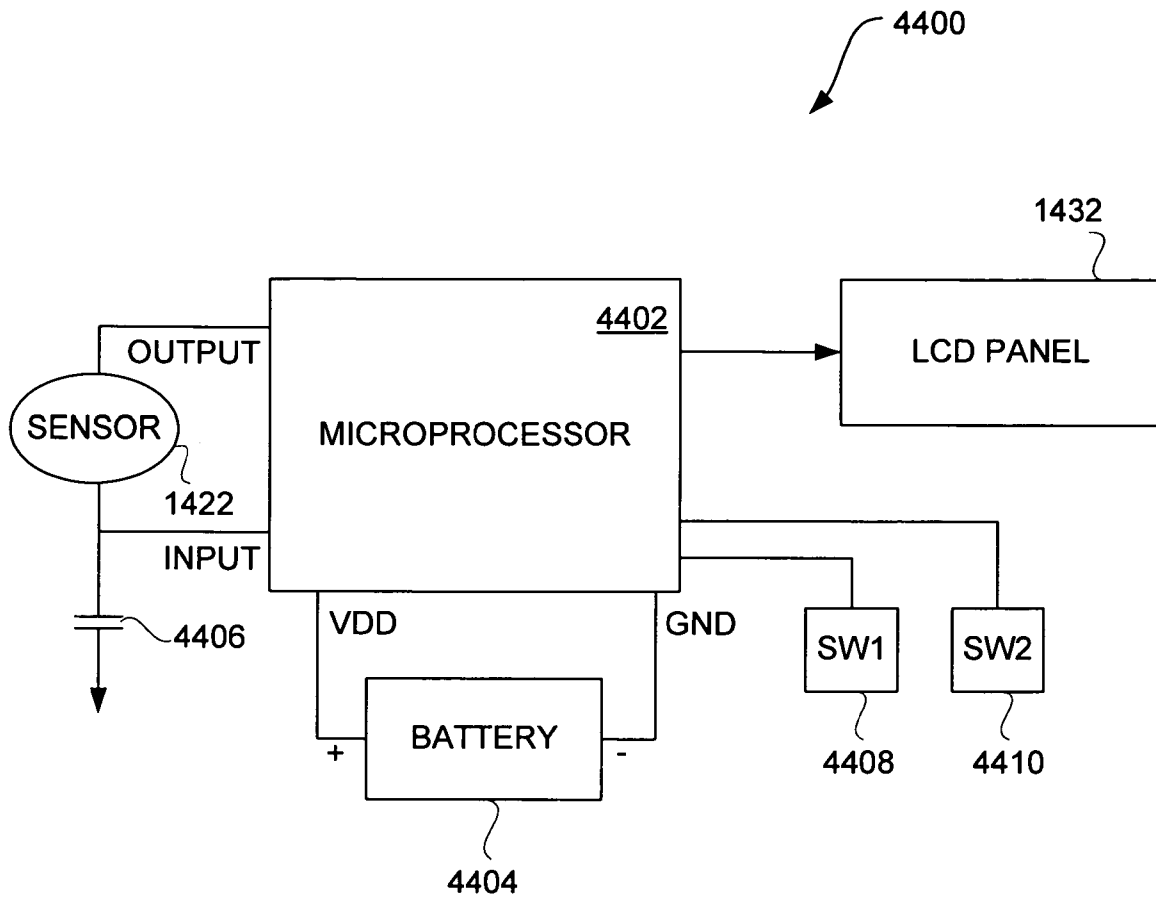 4400
1432
4402
OUTPUT
LCD PANEL
SENSOR
MICROPROCESSOR
1422
INPUT
VDD
GND
4406
SW1
SW2
+
BATTERY
-
4408
4410
4404